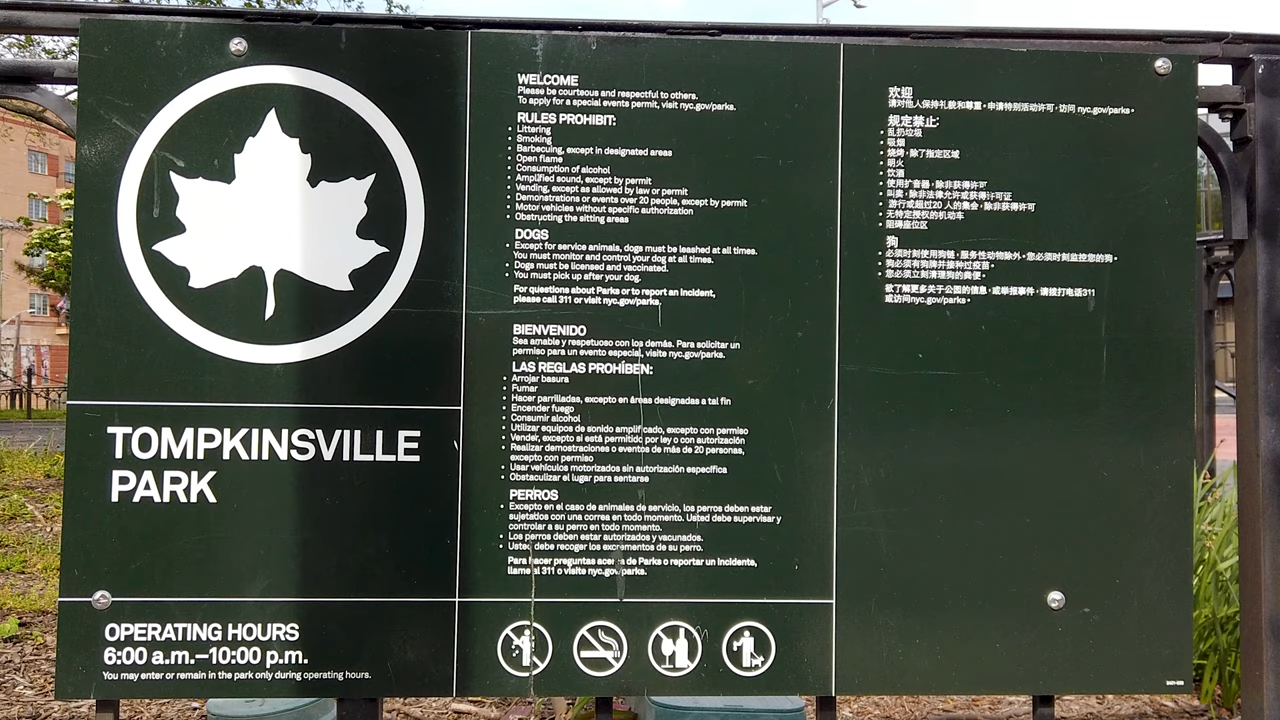 TOMPKINSVILLE
PARK
OPERATING HOURS
6:00 a.m.–10:00 p.m.
You may enter or remain in the park only during operating hours.
WELCOME
Please be courteous and respectful to others.
To apply for a special events permit, visit nyc.gov/parks.
RULES PROHIBIT:
• Littering
• Smoking
• Barbecuing, except in designated areas
• Open flame
• Consumption of alcohol
• Amplified sound, except by permit
• Vending, except as allowed by law or permit
• Demonstrations or events over 20 people, except by permit
• Motor vehicles without specific authorization
• Obstructing the sitting areas
DOGS
• Except for service animals, dogs must be leashed at all times.
You must monitor and control your dog at all times.
• Dogs must be licensed and vaccinated.
• You must pick up after your dog.
For questions about Parks or to report an incident,
please call 311 or visit nyc.gov/parks.
BIENVENIDO
Sea amable y respetuoso con los demás. Para solicitar un
permiso para un evento especial, visite nyc.gov/parks.
LAS REGLAS PROHÍBEN:
• Arrojar basura
• Fumar
• Hacer parrilladas, excepto en áreas designadas a tal fin
• Encender fuego
• Consumir alcohol
• Utilizar equipos de sonido amplificado, excepto con permiso
• Vender, excepto si está permitido por ley o con autorización
• Realizar demostraciones o eventos de más de 20 personas,
excepto con permiso
• Usar vehículos motorizados sin autorización específica
• Obstaculizar el lugar para sentarse
PERROS
• Excepto en el caso de animales de servicio, los perros deben estar
sujetados con una correa en todo momento. Usted debe supervisar y
controlar a su perro en todo momento.
• Los perros deben estar autorizados y vacunados.
• Usted debe recoger los excrementos de su perro.
Para hacer preguntas acerca de Parks o reportar un incidente,
llame al 311 o visite nyc.gov/parks.
欢迎
请对他人保持礼貌和尊重。申请特别活动许可，访问 nyc.gov/parks。
规定禁止：
• 乱扔垃圾
• 吸烟
• 烧烤，除了指定区域
• 明火
• 饮酒
• 使用扩音器，除非获得许可
• 叫卖，除非法律允许或获得许可证
• 游行或超过20 人的集会，除非获得许可
• 无特定授权的机动车
• 阻碍座位区
狗
• 必须时刻使用狗链，服务性动物除外。您必须时刻监控您的狗。
• 狗必须有狗牌并接种过疫苗。
• 您必须立刻清理狗的粪便。
欲了解更多关于公园的信息，或举报事件，请拨打电话311
或访问nyc.gov/parks。